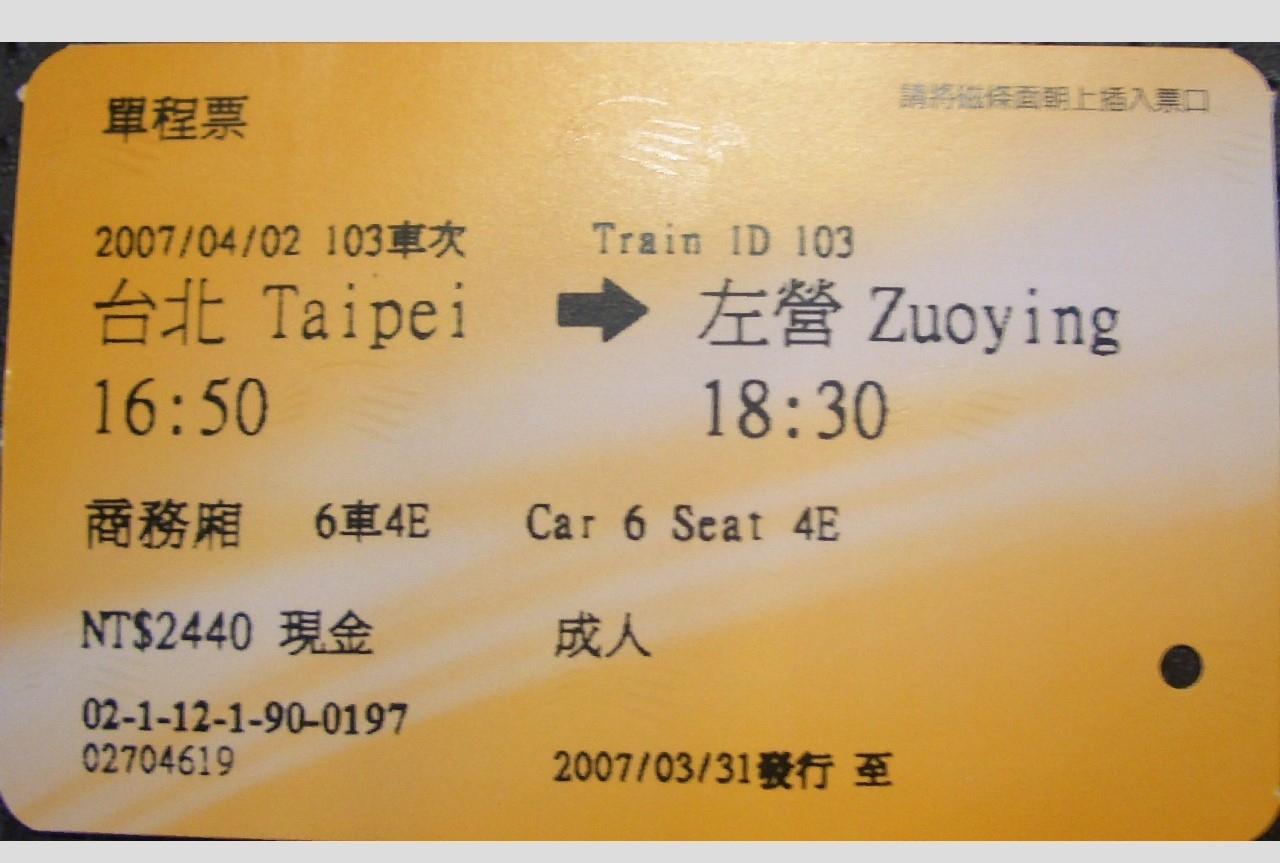 單程票
請將磁條面朝上插入票口
2007/04/02 103車次 Train ID 103
台北 Taipei 左營 Zuoying
16:50 18:30
商務廂 6車4E Car 6 Seat 4E
NT$2440 現金 成人
02-1-12-1-90-0197
02704619
2007/03/31發行 至